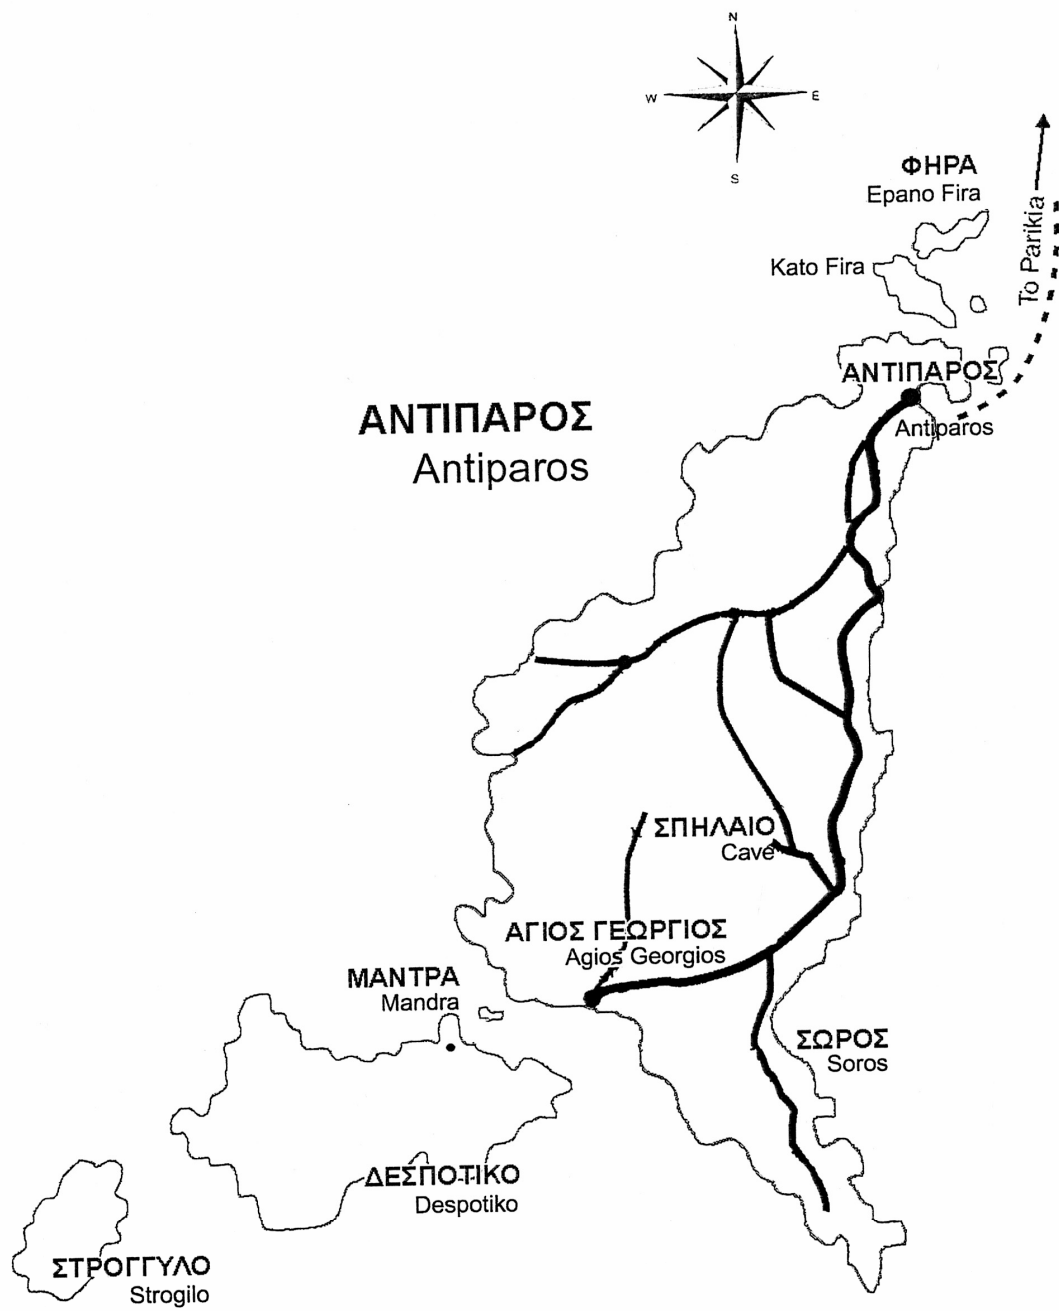 N
W
E
S
ΦΗΡΑ
Epano Fira
To Parikia
Kato Fira
ΑΝΤΙΠΑΡΟΣ
Antiparos
ΑΝΤΙΠΑΡΟΣ
Antiparos
ΣΠΗΛΑΙΟ
Cave
ΑΓΙΟΣ ΓΕΩΡΓΙΟΣ
Agios Georgios
ΜΑΝΤΡΑ
Mandra
ΣΩΡΟΣ
Soros
ΔΕΣΠΟΤΙΚΟ
Despotiko
ΣΤΡΟΓΓΥΛΟ
Strogilo